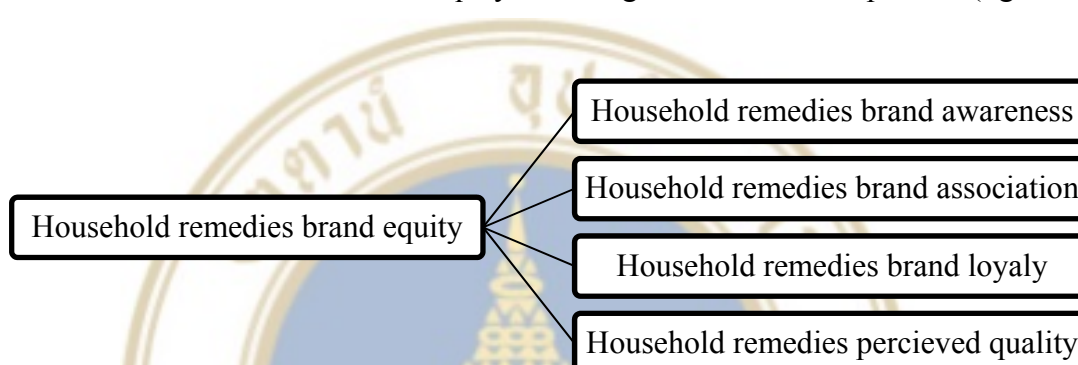 Household remedies brand awareness
Household remedies brand association
Household remedies brand equity
Household remedies brand loyaly
Household remedies percieved quality